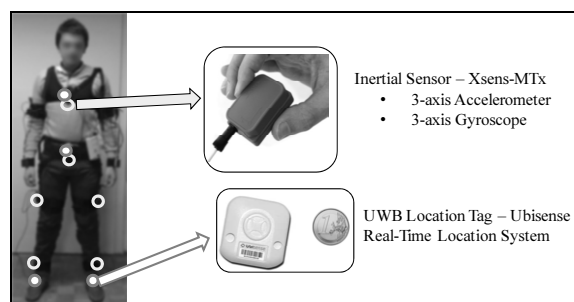 Inertial Sensor – Xsens-MTx
• 3-axis Accelerometer
• 3-axis Gyroscope
UWB Location Tag – Ubisense
Real-Time Location System